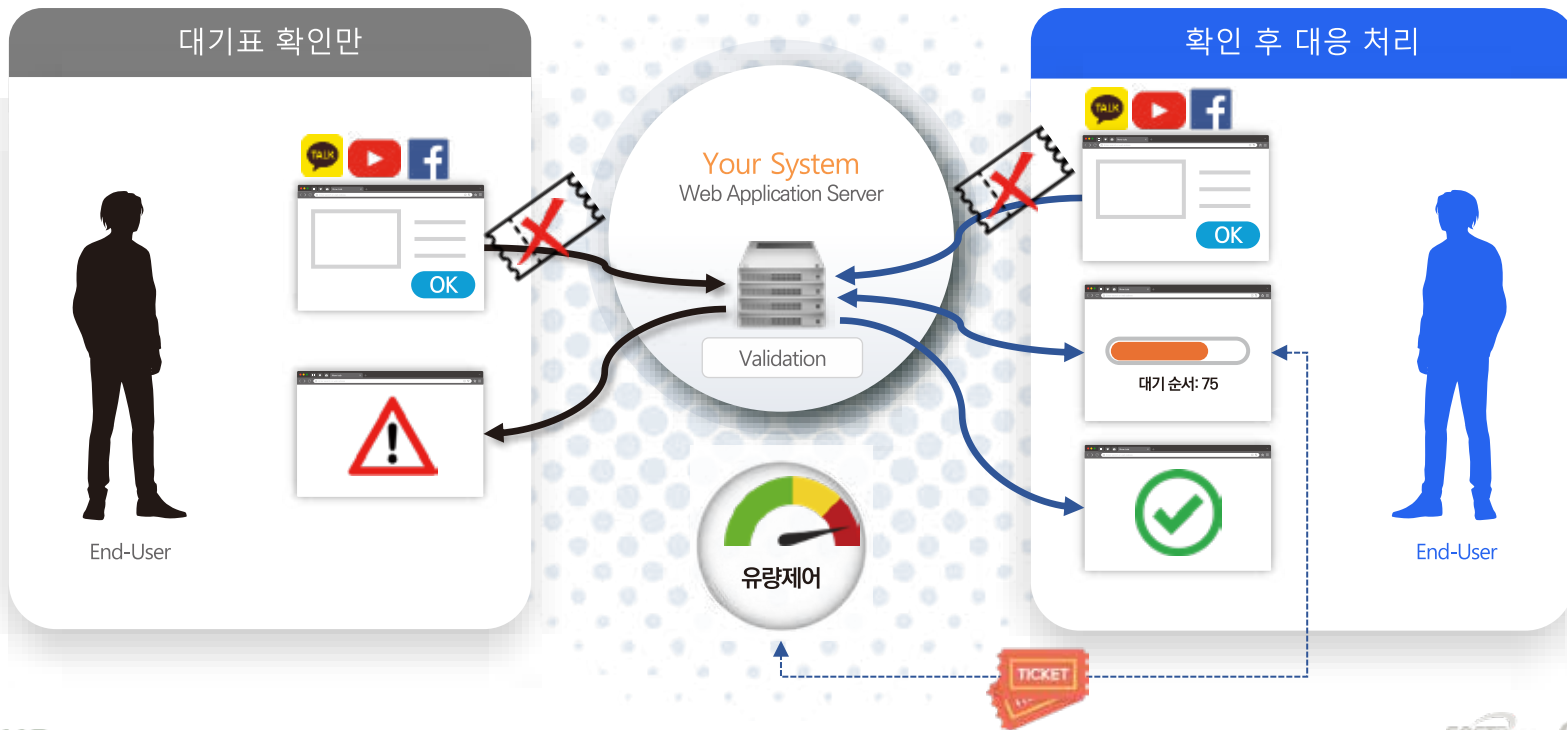 대기표 확인만
확인 후 대응 처리
TALK
OK
End-User
Your System
Web Application Server
Validation
유량제어
TICKET
TALK
OK
대기 순서: 75
End-User